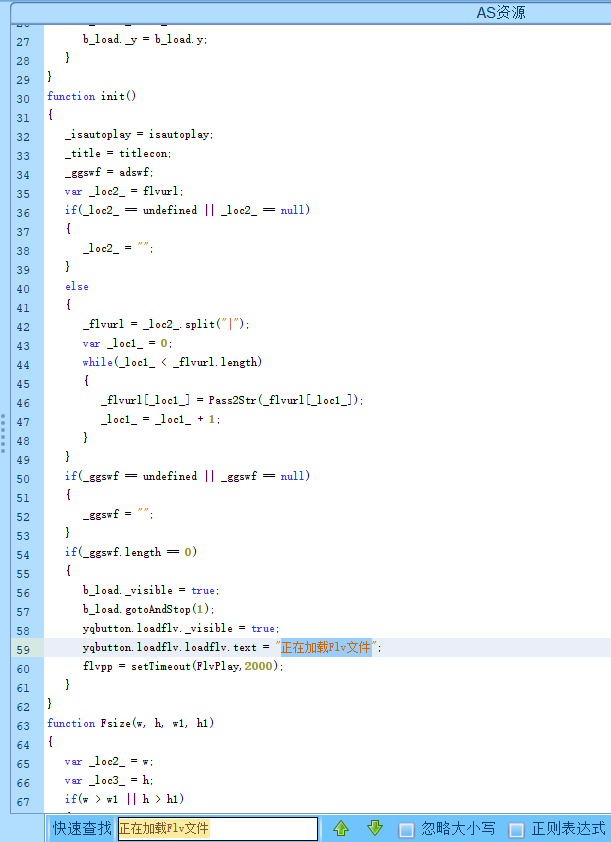 AS资源
27 b_load._y = b_load.y;
28 }
29 }
30 function init()
31 {
32 _isautoplay = isautoplay;
33 _title = titlecon;
34 _ggswf = adswf;
35 var _loc2_ = flvurl;
36 if(_loc2_ == undefined || _loc2_ == null)
37 {
38 _loc2_ = "";
39 }
40 else
41 {
42 _flvurl = _loc2_.split("|");
43 var _loc1_ = 0;
44 while(_loc1_ < _flvurl.length)
45 {
46 _flvurl[_loc1_] = Pass2Str(_flvurl[_loc1_]);
47 _loc1_ = _loc1_ + 1;
48 }
49 }
50 if(_ggswf == undefined || _ggswf == null)
51 {
52 _ggswf = "";
53 }
54 if(_ggswf.length == 0)
55 {
56 b_load._visible = true;
57 b_load.gotoAndStop(1);
58 yqbutton.loadflv._visible = true;
59 yqbutton.loadflv.loadflv.text = "正在加载Flv文件";
60 flvpp = setTimeout(FlvPlay,2000);
61 }
62 }
63 function Fsize(w, h, w1, h1)
64 {
65 var _loc2_ = w;
66 var _loc3_ = h;
67 if(w > w1 || h > h1)
快速查找 正在加载Flv文件 忽略大小写 正则表达式